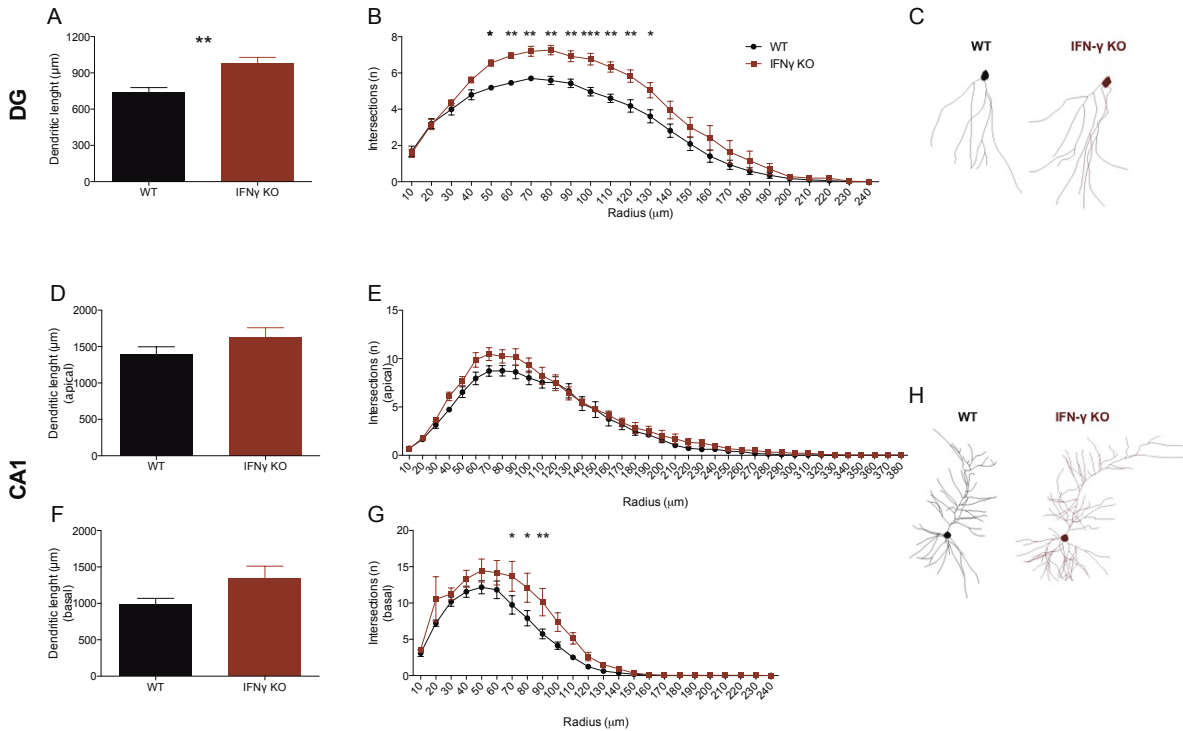 A
B
C
DG
Dendritic lenght (μm)
1200
900
600
300
0
**
WT
IFNγ KO
Intersections (n)
8
6
4
2
0
* ** ** ** ** *** ** ** *
WT
IFNγ KO
10 20 30 40 50 60 70 80 90 100 110 120 130 140 150 160 170 180 190 200 210 220 230 240
Radius (μm)
WT
IFN-γ KO
D
E
CA1
Dendritic lenght (μm)
(apical)
2000
1500
1000
500
0
WT
IFNγ KO
Intersections (n)
(apical)
15
10
5
0
10 20 30 40 50 60 70 80 90 100 110 120 130 140 150 160 170 180 190 200 210 220 230 240 250 260 270 280 290 300 310 320 330 340 350 360 370 380
Radius (μm)
H
WT
IFN-γ KO
F
G
Dendritic lenght (μm)
(basal)
2000
1500
1000
500
0
WT
IFNγ KO
Intersections (n)
(basal)
20
15
10
5
0
* * **
10 20 30 40 50 60 70 80 90 100 110 120 130 140 150 160 170 180 190 200 210 220 230 240
Radius (μm)